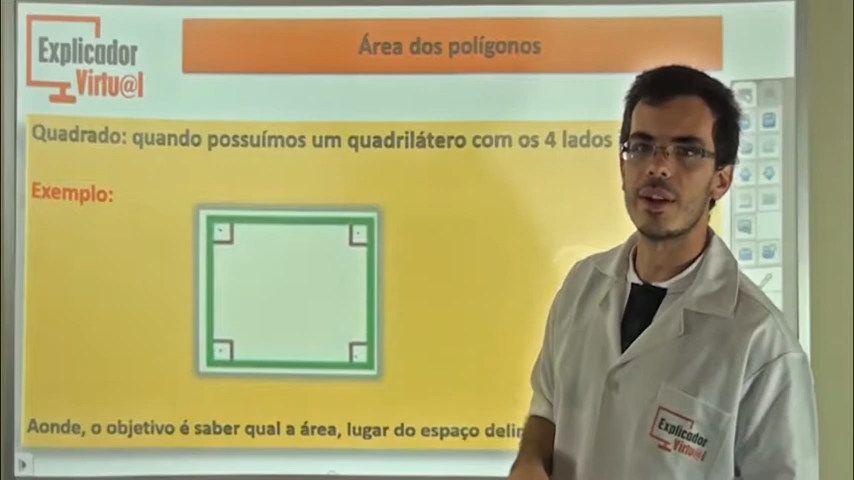 Explicador
Virtu@l
Área dos polígonos
Quadrado: quando possuímos um quadrilátero com os 4 lados
Exemplo:
Aonde, o objetivo é saber qual a área, lugar do espaço
Explicador
Virtu@l